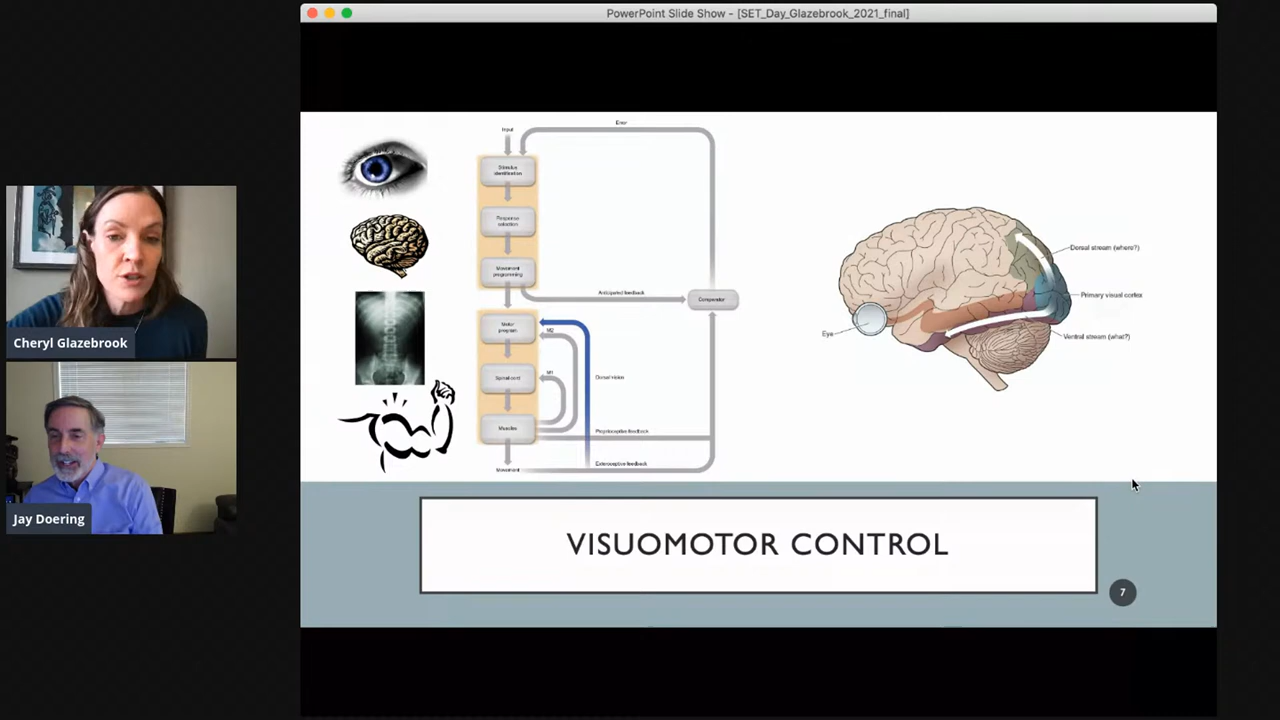 PowerPoint Slide Show - [SET_Day_Glazebrook_2021_final]
Cheryl Glazebrook
Jay Doering
Error
Input
Stimulus
identification
Response
selection
Movement
programming
Anticipated feedback
Comparator
Motor
program
M2
Spinal cord
M1
Dorsal vision
Muscles
Proprioceptive feedback
Exteroceptive feedback
Movement
Dorsal stream (where?)
Primary visual cortex
Eye
Ventral stream (what?)
VISUOMOTOR CONTROL
7